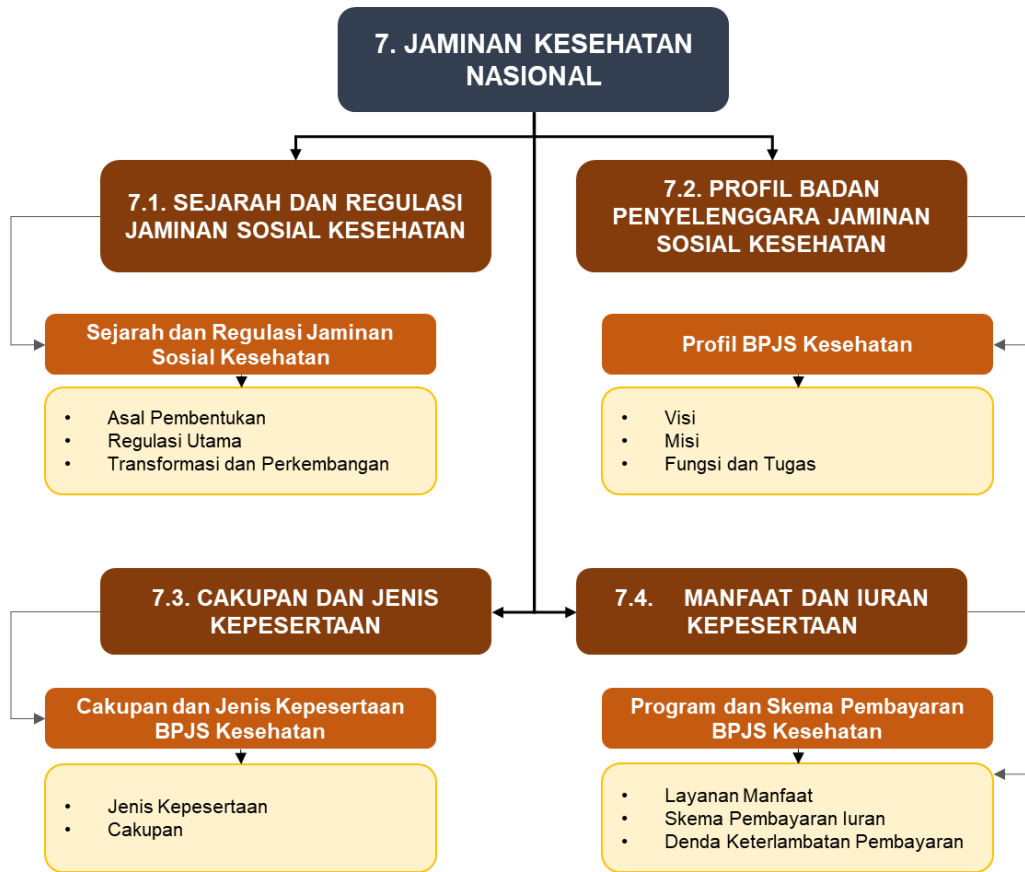 7. JAMINAN KESEHATAN
NASIONAL
7.1. SEJARAH DAN REGULASI
JAMINAN SOSIAL KESEHATAN
7.2. PROFIL BADAN
PENYELENGGARA JAMINAN
SOSIAL KESEHATAN
Sejarah dan Regulasi Jaminan
Sosial Kesehatan
• Asal Pembentukan
• Regulasi Utama
• Transformasi dan Perkembangan
Profil BPJS Kesehatan
• Visi
• Misi
• Fungsi dan Tugas
7.3. CAKUPAN DAN JENIS
KEPESERTAAN
7.4. MANFAAT DAN IURAN
KEPESERTAAN
Cakupan dan Jenis Kepesertaan
BPJS Kesehatan
• Jenis Kepesertaan
• Cakupan
Program dan Skema Pembayaran
BPJS Kesehatan
• Layanan Manfaat
• Skema Pembayaran Iuran
• Denda Keterlambatan Pembayaran